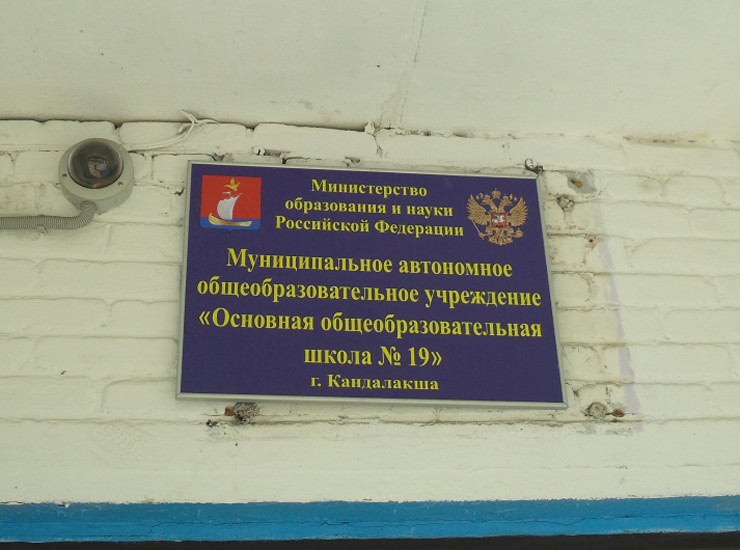 Министерство
образования и науки
Российской Федерации
Муниципальное автономное
общеобразовательное учреждение
«Основная общеобразовательная
школа № 19»
г. Кандалакша